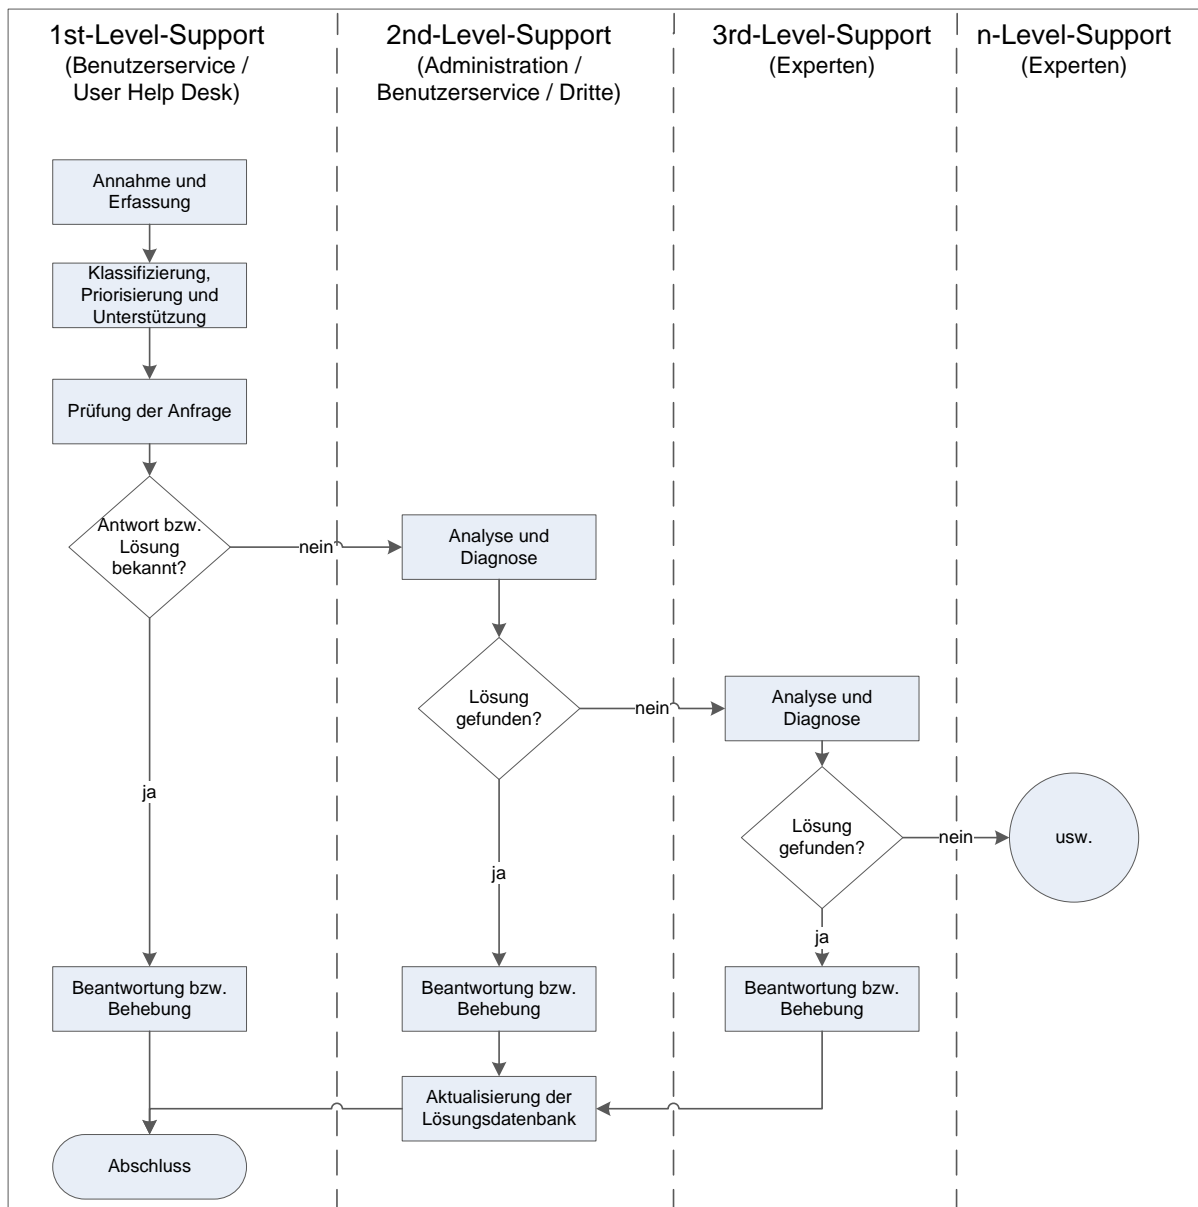 1st-Level-Support
(Benutzerservice /
User Help Desk)
2nd-Level-Support
(Administration /
Benutzerservice / Dritte)
3rd-Level-Support
(Experten)
n-Level-Support
(Experten)
Annahme und
Erfassung
Klassifizierung,
Priorisierung und
Unterstützung
Prüfung der Anfrage
Antwort bzw.
Lösung
bekannt?
nein
Analyse und
Diagnose
Lösung
gefunden?
nein
Analyse und
Diagnose
ja
ja
Lösung
gefunden?
nein
usw.
ja
Beantwortung bzw.
Behebung
Beantwortung bzw.
Behebung
Beantwortung bzw.
Behebung
Aktualisierung der
Lösungsdatenbank
Abschluss